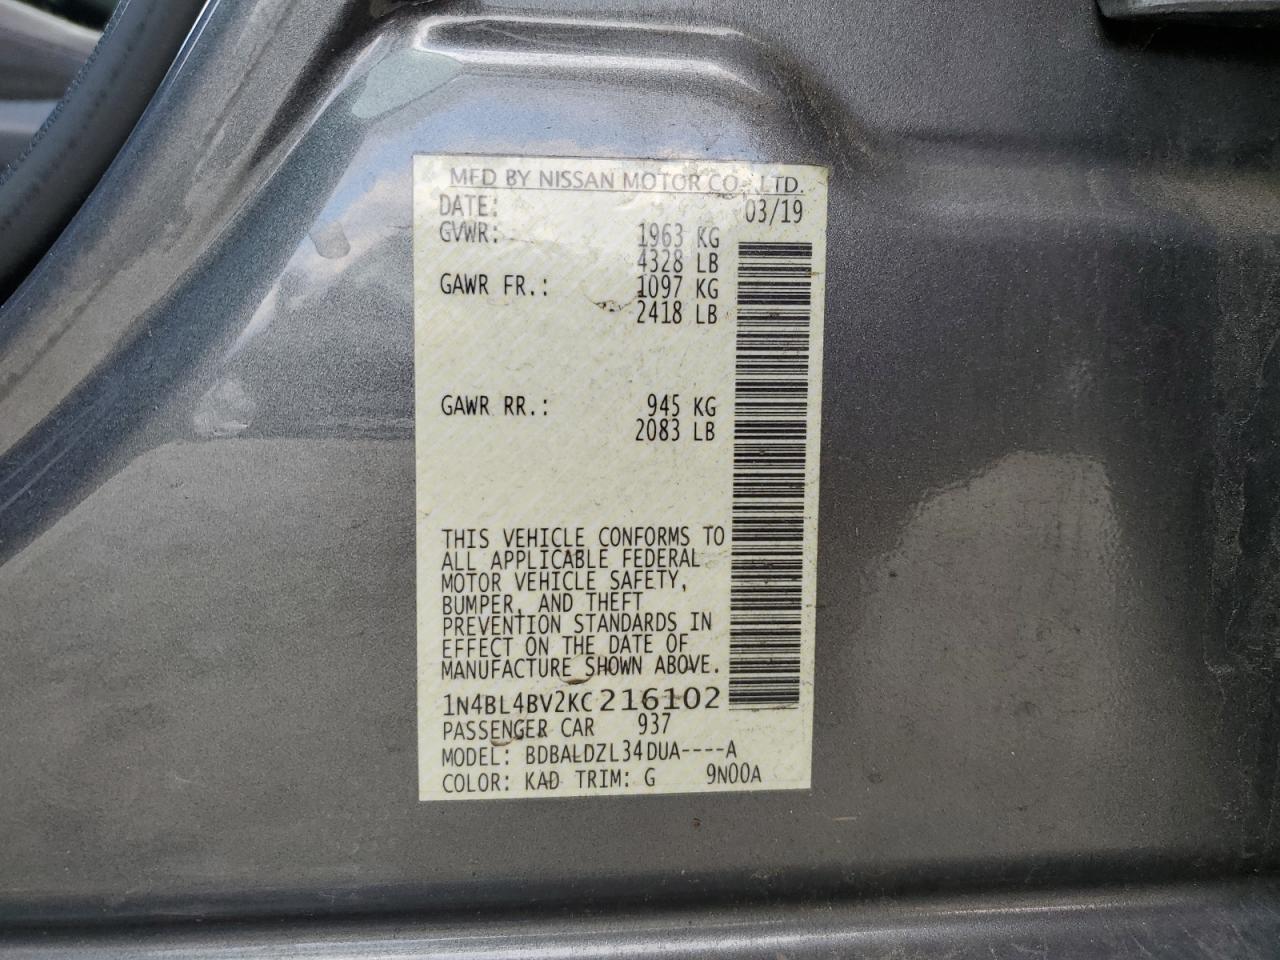 MFD BY NISSAN MOTOR CO., LTD.
DATE: 03/19
GVWR: 1963 KG
4328 LB
GAWR FR.: 1097 KG
2418 LB
GAWR RR.: 945 KG
2083 LB
THIS VEHICLE CONFORMS TO
ALL APPLICABLE FEDERAL
MOTOR VEHICLE SAFETY,
BUMPER, AND THEFT
PREVENTION STANDARDS IN
EFFECT ON THE DATE OF
MANUFACTURE SHOWN ABOVE.
1N4BL4BV2KC216102
PASSENGER CAR 937
MODEL: BDBALDZL34DUA----A
COLOR: KAD TRIM: G 9N00A